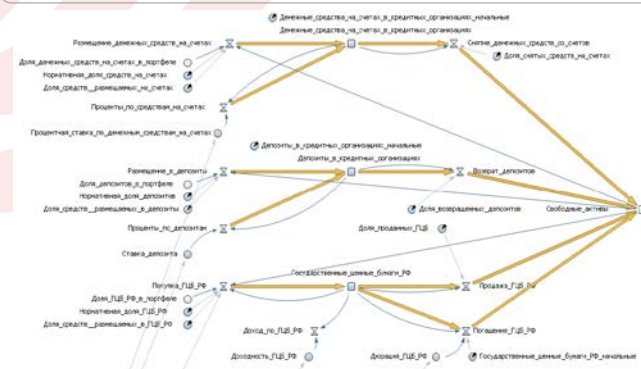 Денежные_средства_на_счетах_в_кредитных_организациях_начальные
Денежные_средства_на_счетах_в_кредитных_организациях
Размещение_денежных_средств_на_счетах
Снятие_денежных_средств_со_счетов
Доля_снятых_средств_на_счетах
Доля_денежных_средств_на_счетах_в_портфеле
Нормативная_доля_средств_на_счетах
Доля_средств__размещаемых_на_счетах
Проценты_по_средствам_на_счетах
Процентная_ставка_по_денежным_средствам_на_счетах
Депозиты_в_кредитных_организациях_начальные
Депозиты_в_кредитных_организациях
Размещение_в_депозиты
Возврат_депозитов
Доля_депозитов_в_портфеле
Нормативная_доля_депозитов
Доля_средств__размещаемых_в_депозиты
Доля_возвращенных_депозитов
Свободные_активы
Проценты_по_депозитам
Доля_проданных_ГЦБ
Ставка_депозита
Государственные_ценные_бумаги_РФ
Покупка_ГЦБ_РФ
Продажа_ГЦБ_РФ
Доля_ГЦБ_РФ_в_портфеле
Нормативная_доля_ГЦБ_РФ
Доля_средств__размещаемых_в_ГЦБ_РФ
Доход_по_ГЦБ_РФ
Погашение_ГЦБ_РФ
Доходность_ГЦБ_РФ
Дюрация_ГЦБ_РФ
Государственные_ценные_бумаги_РФ_начальные